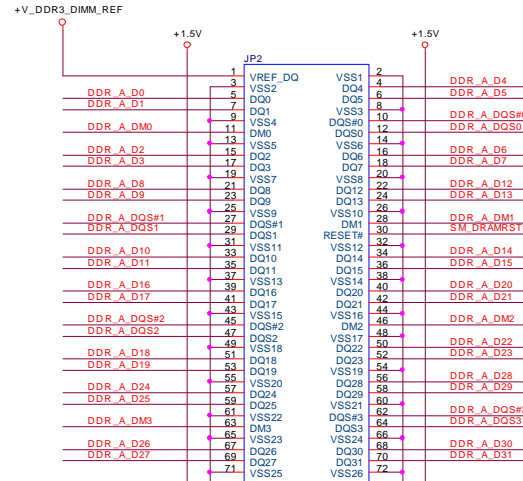 +V_DDR3_DIMM_REF
+1.5V +1.5V
JP2
1 VREF_DQ VSS1 2
3 VSS2 DQ4 4 DDR_A_D4
DDR_A_D0 5 DQ0 DQ5 6 DDR_A_D5
DDR_A_D1 7 DQ1 VSS3 8
9 VSS4 DQS#0 10 DDR_A_DQS#0
DDR_A_DM0 11 DM0 DQS0 12 DDR_A_DQS0
13 VSS5 VSS6 14
DDR_A_D2 15 DQ2 DQ6 16 DDR_A_D6
DDR_A_D3 17 DQ3 DQ7 18 DDR_A_D7
19 VSS7 VSS8 20
DDR_A_D8 21 DQ8 DQ12 22 DDR_A_D12
DDR_A_D9 23 DQ9 DQ13 24 DDR_A_D13
25 VSS9 VSS10 26
DDR_A_DQS#1 27 DQS#1 DM1 28 DDR_A_DM1
DDR_A_DQS1 29 DQS1 RESET# 30 SM_DRAMRST
31 VSS11 VSS12 32
DDR_A_D10 33 DQ10 DQ14 34 DDR_A_D14
DDR_A_D11 35 DQ11 DQ15 36 DDR_A_D15
37 VSS13 VSS14 38
DDR_A_D16 39 DQ16 DQ20 40 DDR_A_D20
DDR_A_D17 41 DQ17 DQ21 42 DDR_A_D21
43 VSS15 VSS16 44
DDR_A_DQS#2 45 DQS#2 DM2 46 DDR_A_DM2
DDR_A_DQS2 47 DQS2 VSS17 48
49 VSS18 DQ22 50 DDR_A_D22
DDR_A_D18 51 DQ18 DQ23 52 DDR_A_D23
DDR_A_D19 53 DQ19 VSS19 54
55 VSS20 DQ28 56 DDR_A_D28
DDR_A_D24 57 DQ24 DQ29 58 DDR_A_D29
DDR_A_D25 59 DQ25 VSS21 60
61 VSS22 DQS#3 62 DDR_A_DQS#3
DDR_A_DM3 63 DM3 DQS3 64 DDR_A_DQS3
65 VSS23 VSS24 66
DDR_A_D26 67 DQ26 DQ30 68 DDR_A_D30
DDR_A_D27 69 DQ27 DQ31 70 DDR_A_D31
71 VSS25 VSS26 72